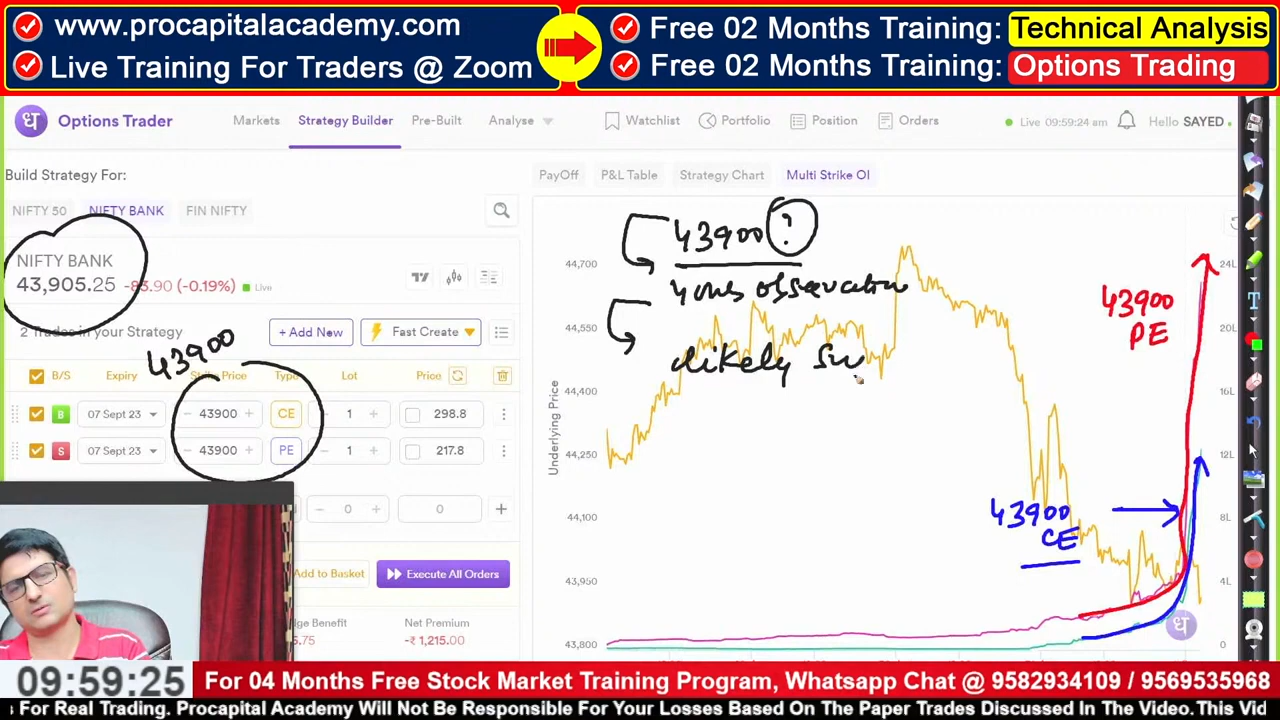 www.procapitalacademy.com
Live Training For Traders @ Zoom
Free 02 Months Training: Technical Analysis
Free 02 Months Training: Options Trading
ध Options Trader
Markets Strategy Builder Pre-Built Analyse
Watchlist Portfolio Position Orders
Live 09:59:24 am
Hello SAYED
Build Strategy For:
NIFTY 50 NIFTY BANK FIN NIFTY
NIFTY BANK
43,905.25 -83.90 (-0.19%) Live
2 Trades in your Strategy
+ Add New Fast Create
43900
B/S Expiry Strike Price Type Lot Price
B 07 Sept 23 − 43900 + CE − 1 + 298.8
S 07 Sept 23 − 43900 + PE − 1 + 217.8
− 0 + 0 +
Add to Basket Execute All Orders
Benefit Net Premium
5.75 -₹ 1,215.00
PayOff P&L Table Strategy Chart Multi Strike OI
43900 ?
likely Su
43900
PE
43900
CE
Underlying Price
44,700
44,550
44,400
44,250
44,100
43,950
43,800
24L
20L
12L
8L
4L
0
ध
09:59:25
For 04 Months Free Stock Market Training Program, Whatsapp Chat @ 9582934109 / 9569535968
For Real Trading. Procapital Academy Will Not Be Responsible For Your Losses Based On The Paper Trades Discussed In The Video.This Vid